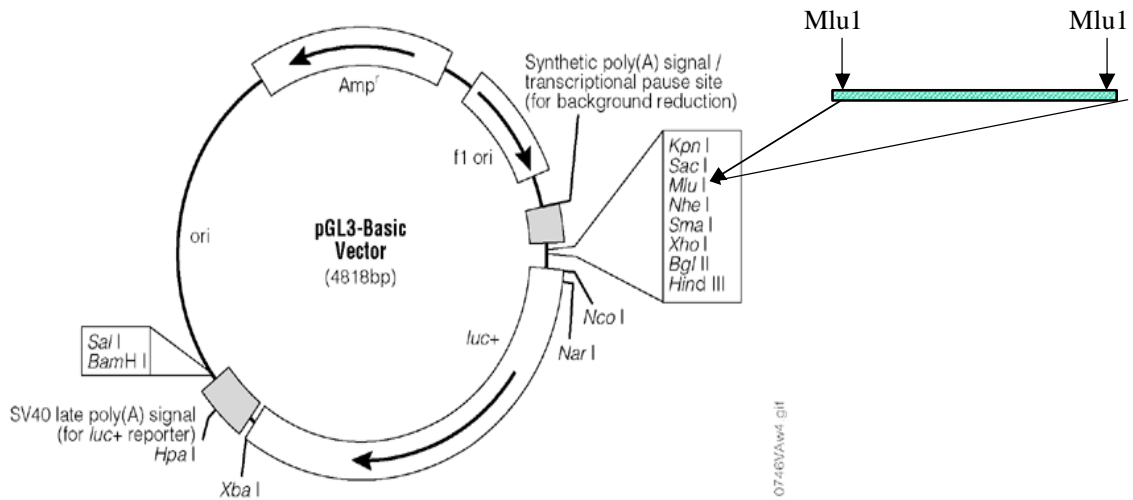 Mlu1
Mlu1
Synthetic poly(A) signal /
transcriptional pause site
(for background reduction)
Ampʳ
f1 ori
Kpn I
Sac I
Mlu I
Nhe I
Sma I
Xho I
Bgl II
Hind III
pGL3-Basic
Vector
(4818bp)
ori
Nco I
Nar I
luc+
Sal I
BamH I
SV40 late poly(A) signal
(for luc+ reporter)
Hpa I
Xba I
0746VAw4.gif